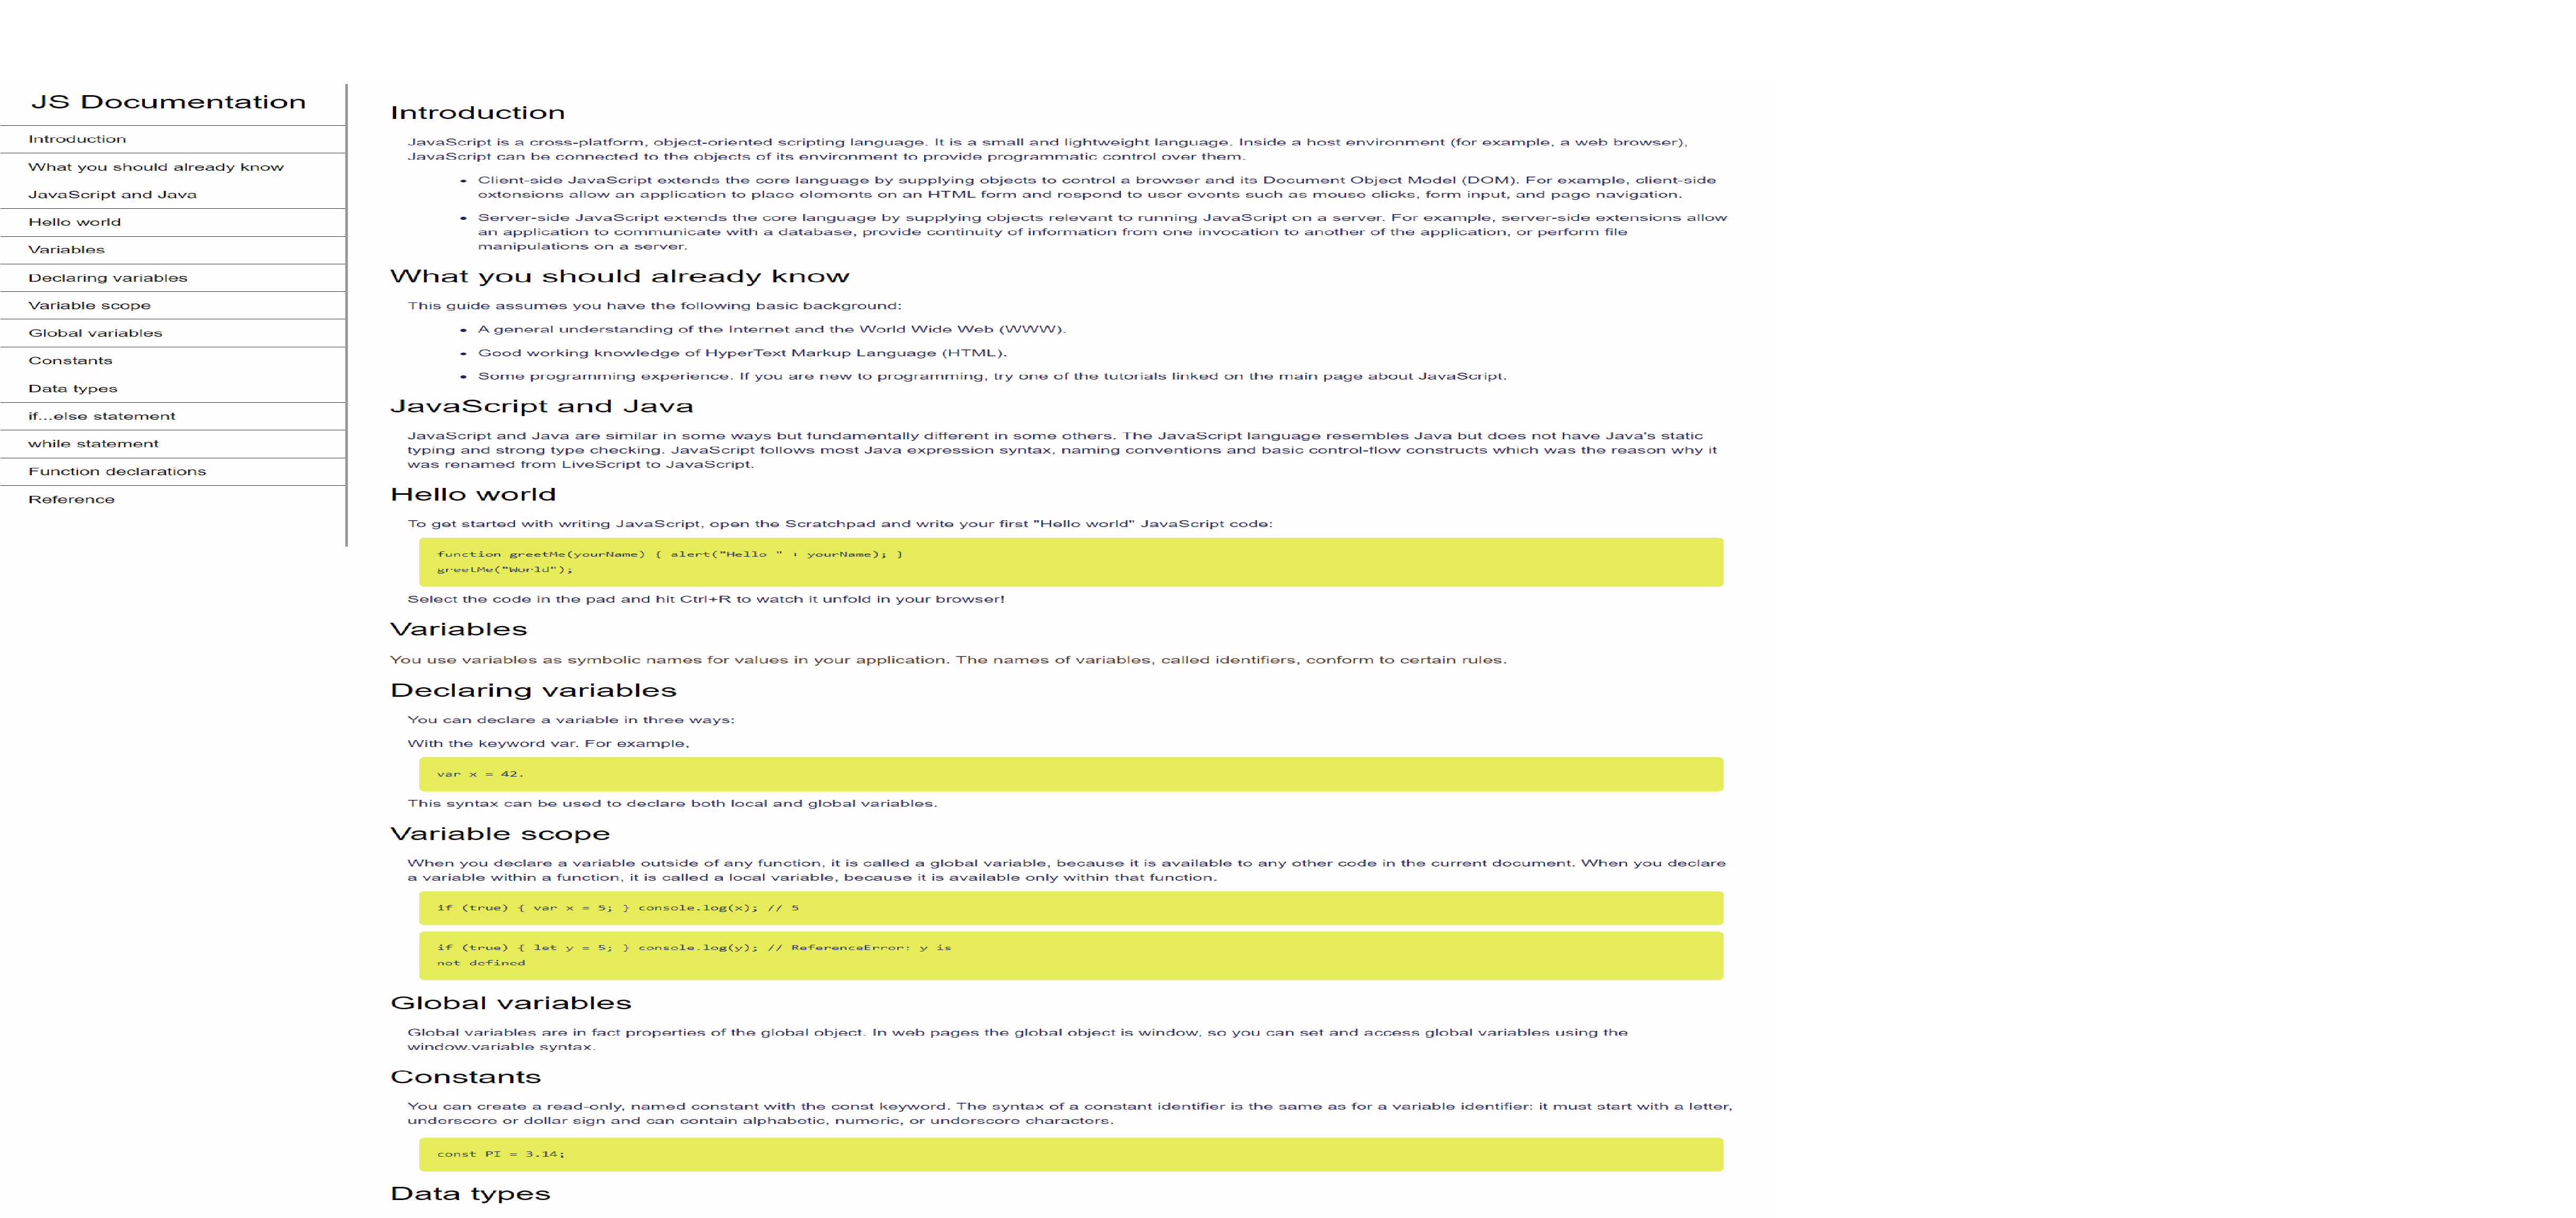 JS Documentation
Introduction
What you should already know
JavaScript and Java
Hello world
Variables
Declaring variables
Variable scope
Global variables
Constants
Data types
if...else statement
while statement
Function declarations
Reference
Introduction
JavaScript is a cross-platform, object-oriented scripting language. It is a small and lightweight language. Inside a host environment (for example, a web browser),
JavaScript can be connected to the objects of its environment to provide programmatic control over them.
• Client-side JavaScript extends the core language by supplying objects to control a browser and its Document Object Model (DOM). For example, client-side
extensions allow an application to place elements on an HTML form and respond to user events such as mouse clicks, form input, and page navigation.
• Server-side JavaScript extends the core language by supplying objects relevant to running JavaScript on a server. For example, server-side extensions allow
an application to communicate with a database, provide continuity of information from one invocation to another of the application, or perform file
manipulations on a server.
What you should already know
This guide assumes you have the following basic background:
• A general understanding of the Internet and the World Wide Web (WWW).
• Good working knowledge of HyperText Markup Language (HTML).
• Some programming experience. If you are new to programming, try one of the tutorials linked on the main page about JavaScript.
JavaScript and Java
JavaScript and Java are similar in some ways but fundamentally different in some others. The JavaScript language resembles Java but does not have Java's static
typing and strong type checking. JavaScript follows most Java expression syntax, naming conventions and basic control-flow constructs which was the reason why it
was renamed from LiveScript to JavaScript.
Hello world
To get started with writing JavaScript, open the Scratchpad and write your first "Hello world" JavaScript code:
function greetMe(yourName) { alert("Hello " + yourName); }
greetMe("World");
Select the code in the pad and hit Ctrl+R to watch it unfold in your browser!
Variables
You use variables as symbolic names for values in your application. The names of variables, called identifiers, conform to certain rules.
Declaring variables
You can declare a variable in three ways:
With the keyword var. For example,
var x = 42.
This syntax can be used to declare both local and global variables.
Variable scope
When you declare a variable outside of any function, it is called a global variable, because it is available to any other code in the current document. When you declare
a variable within a function, it is called a local variable, because it is available only within that function.
if (true) { var x = 5; } console.log(x); // 5
if (true) { let y = 5; } console.log(y); // ReferenceError: y is
not defined
Global variables
Global variables are in fact properties of the global object. In web pages the global object is window, so you can set and access global variables using the
window.variable syntax.
Constants
You can create a read-only, named constant with the const keyword. The syntax of a constant identifier is the same as for a variable identifier: it must start with a letter,
underscore or dollar sign and can contain alphabetic, numeric, or underscore characters.
const PI = 3.14;
Data types